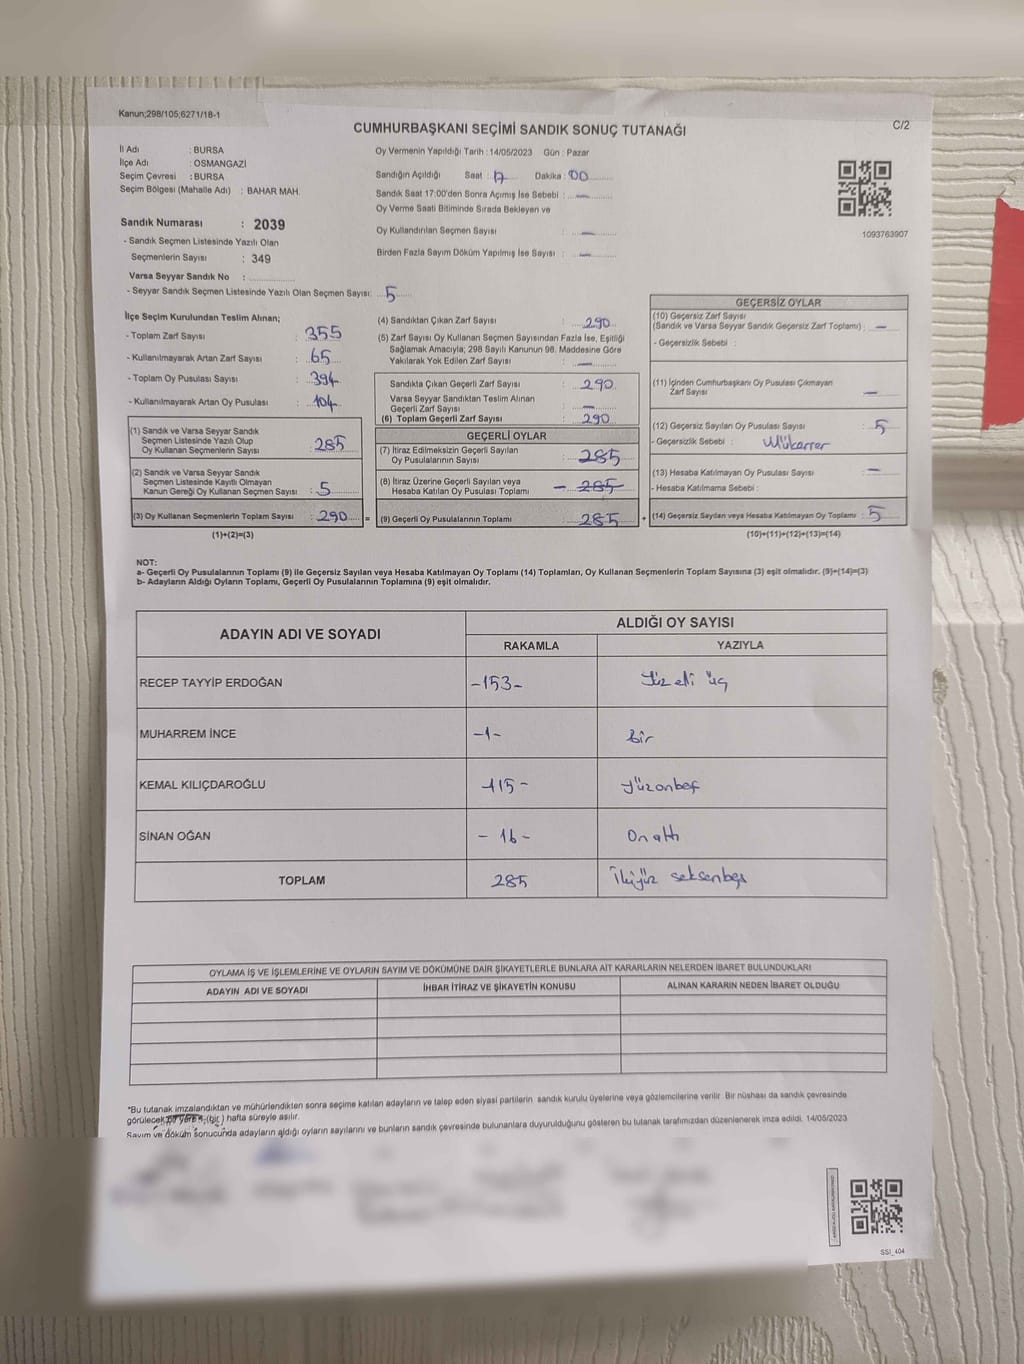 Kanun;298/105;6271/18-1
C/2
CUMHURBAŞKANI SEÇİMİ SANDIK SONUÇ TUTANAĞI
İl Adı : BURSA
İlçe Adı : OSMANGAZİ
Seçim Çevresi : BURSA
Seçim Bölgesi (Mahalle Adı) : BAHAR MAH.
Sandık Numarası : 2039
- Sandık Seçmen Listesinde Yazılı Olan
Seçmenlerin Sayısı : 349
Varsa Seyyar Sandık No :
- Seyyar Sandık Seçmen Listesinde Yazılı Olan Seçmen Sayısı: 5
Oy Vermenin Yapıldığı Tarih : 14/05/2023 Gün : Pazar
Sandığın Açıldığı Saat : 17 Dakika : 00
Sandık Saat 17:00'den Sonra Açımış İse Sebebi : —
Oy Verme Saati Bitiminde Sırada Bekleyen ve
Oy Kullandırılan Seçmen Sayısı : —
Birden Fazla Sayım Döküm Yapılmış İse Sayısı : —
1093763907
İlçe Seçim Kurulundan Teslim Alınan;
- Toplam Zarf Sayısı : 355
- Kullanılmayarak Artan Zarf Sayısı : 65
- Toplam Oy Pusulası Sayısı : 394
- Kullanılmayarak Artan Oy Pusulası : 104
(1) Sandık ve Varsa Seyyar Sandık
Seçmen Listesinde Yazılı Olup
Oy Kullanan Seçmenlerin Sayısı : 285
(2) Sandık ve Varsa Seyyar Sandık
Seçmen Listesinde Kayıtlı Olmayan
Kanun Gereği Oy Kullanan Seçmen Sayısı : 5
(3) Oy Kullanan Seçmenlerin Toplam Sayısı : 290 =
(1)+(2)=(3)
(4) Sandıktan Çıkan Zarf Sayısı : 290
(5) Zarf Sayısı Oy Kullanan Seçmen Sayısından Fazla İse, Eşitliği
Sağlamak Amacıyla; 298 Sayılı Kanunun 98. Maddesine Göre
Yakılarak Yok Edilen Zarf Sayısı : —
Sandıkta Çıkan Geçerli Zarf Sayısı : 290
Varsa Seyyar Sandıktan Teslim Alınan
Geçerli Zarf Sayısı : —
(6) Toplam Geçerli Zarf Sayısı : 290
GEÇERLİ OYLAR
(7) İtiraz Edilmeksizin Geçerli Sayılan
Oy Pusulalarının Sayısı : 285
(8) İtiraz Üzerine Geçerli Sayılan veya
Hesaba Katılan Oy Pusulası Toplamı — 285
(9) Geçerli Oy Pusulalarının Toplamı : 285 +
GEÇERSİZ OYLAR
(10) Geçersiz Zarf Sayısı
(Sandık ve Varsa Seyyar Sandık Geçersiz Zarf Toplamı) : —
- Geçersizlik Sebebi :
(11) İçinden Cumhurbaşkanı Oy Pusulası Çıkmayan
Zarf Sayısı : —
(12) Geçersiz Sayılan Oy Pusulası Sayısı : 5
- Geçersizlik Sebebi : Mükerrer
(13) Hesaba Katılmayan Oy Pusulası Sayısı : —
- Hesaba Katılmama Sebebi :
(14) Geçersiz Sayılan veya Hesaba Katılmayan Oy Toplamı : 5
(10)+(11)+(12)+(13)=(14)
NOT:
a- Geçerli Oy Pusulalarının Toplamı (9) ile Geçersiz Sayılan veya Hesaba Katılmayan Oy Toplamı (14) Toplamları, Oy Kullanan Seçmenlerin Toplam Sayısına (3) eşit olmalıdır. (9)+(14)=(3)
b- Adayların Aldığı Oyların Toplamı, Geçerli Oy Pusulalarının Toplamına (9) eşit olmalıdır.
ADAYIN ADI VE SOYADI
ALDIĞI OY SAYISI
RAKAMLA YAZIYLA
RECEP TAYYİP ERDOĞAN -153- Yüz elli üç
MUHARREM İNCE -1- bir
KEMAL KILIÇDAROĞLU -115- yüzonbeş
SİNAN OĞAN -16- Onaltı
TOPLAM 285 İkiyüz seksenbeş
OYLAMA İŞ VE İŞLEMLERİNE VE OYLARIN SAYIM VE DÖKÜMÜNE DAİR ŞİKAYETLERLE BUNLARA AİT KARARLARIN NELERDEN İBARET BULUNDUKLARI
ADAYIN ADI VE SOYADI İHBAR İTİRAZ VE ŞİKAYETİN KONUSU ALINAN KARARIN NEDEN İBARET OLDUĞU
*Bu tutanak imzalandıktan ve mühürlendikten sonra seçime katılan adayların ve talep eden siyasi partilerin sandık kurulu üyelerine veya gözlemcilerine verilir. Bir nüshası da sandık çevresinde
görülecek bir yere 1 (bir) hafta süreyle asılır.
Sayım ve döküm sonucunda adayların aldığı oyların sayılarını ve bunların sandık çevresinde bulunanlara duyurulduğunu gösteren bu tutanak tarafımızdan düzenlenerek imza edildi. 14/05/2023
SSI_404